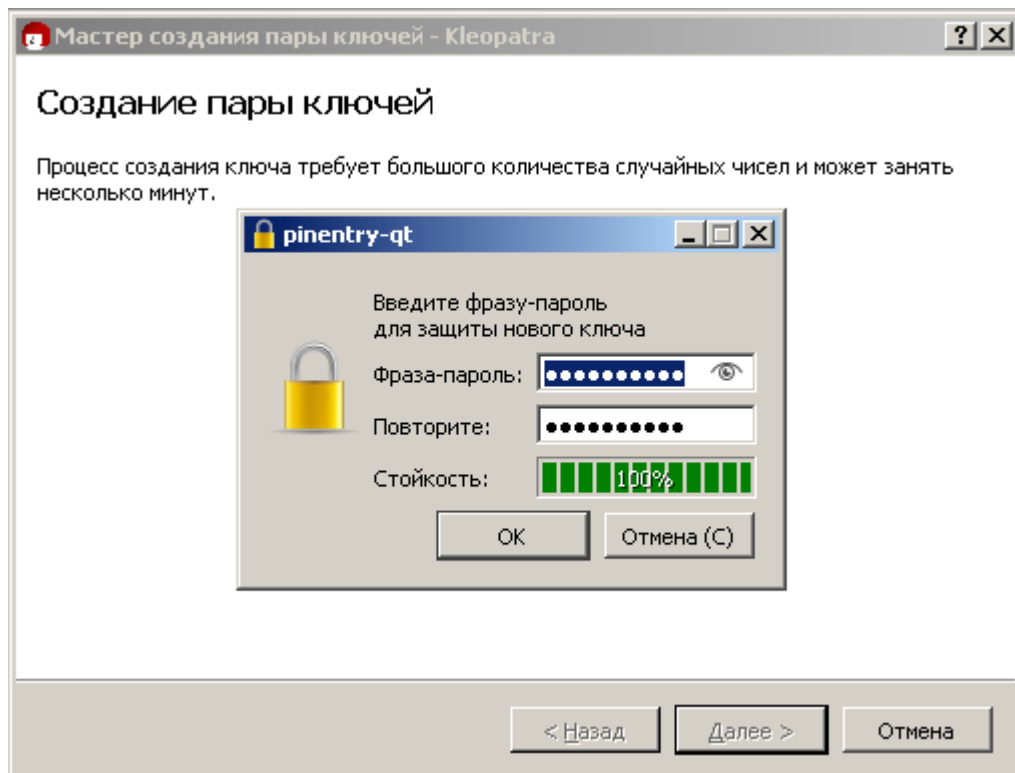 Мастер создания пары ключей - Kleopatra
Создание пары ключей
Процесс создания ключа требует большого количества случайных чисел и может занять
несколько минут.
pinentry-qt
Введите фразу-пароль
для защиты нового ключа
Фраза-пароль: ●●●●●●●●●●
Повторите: ●●●●●●●●●●
Стойкость: 100%
OK Отмена (C)
< Назад Далее > Отмена